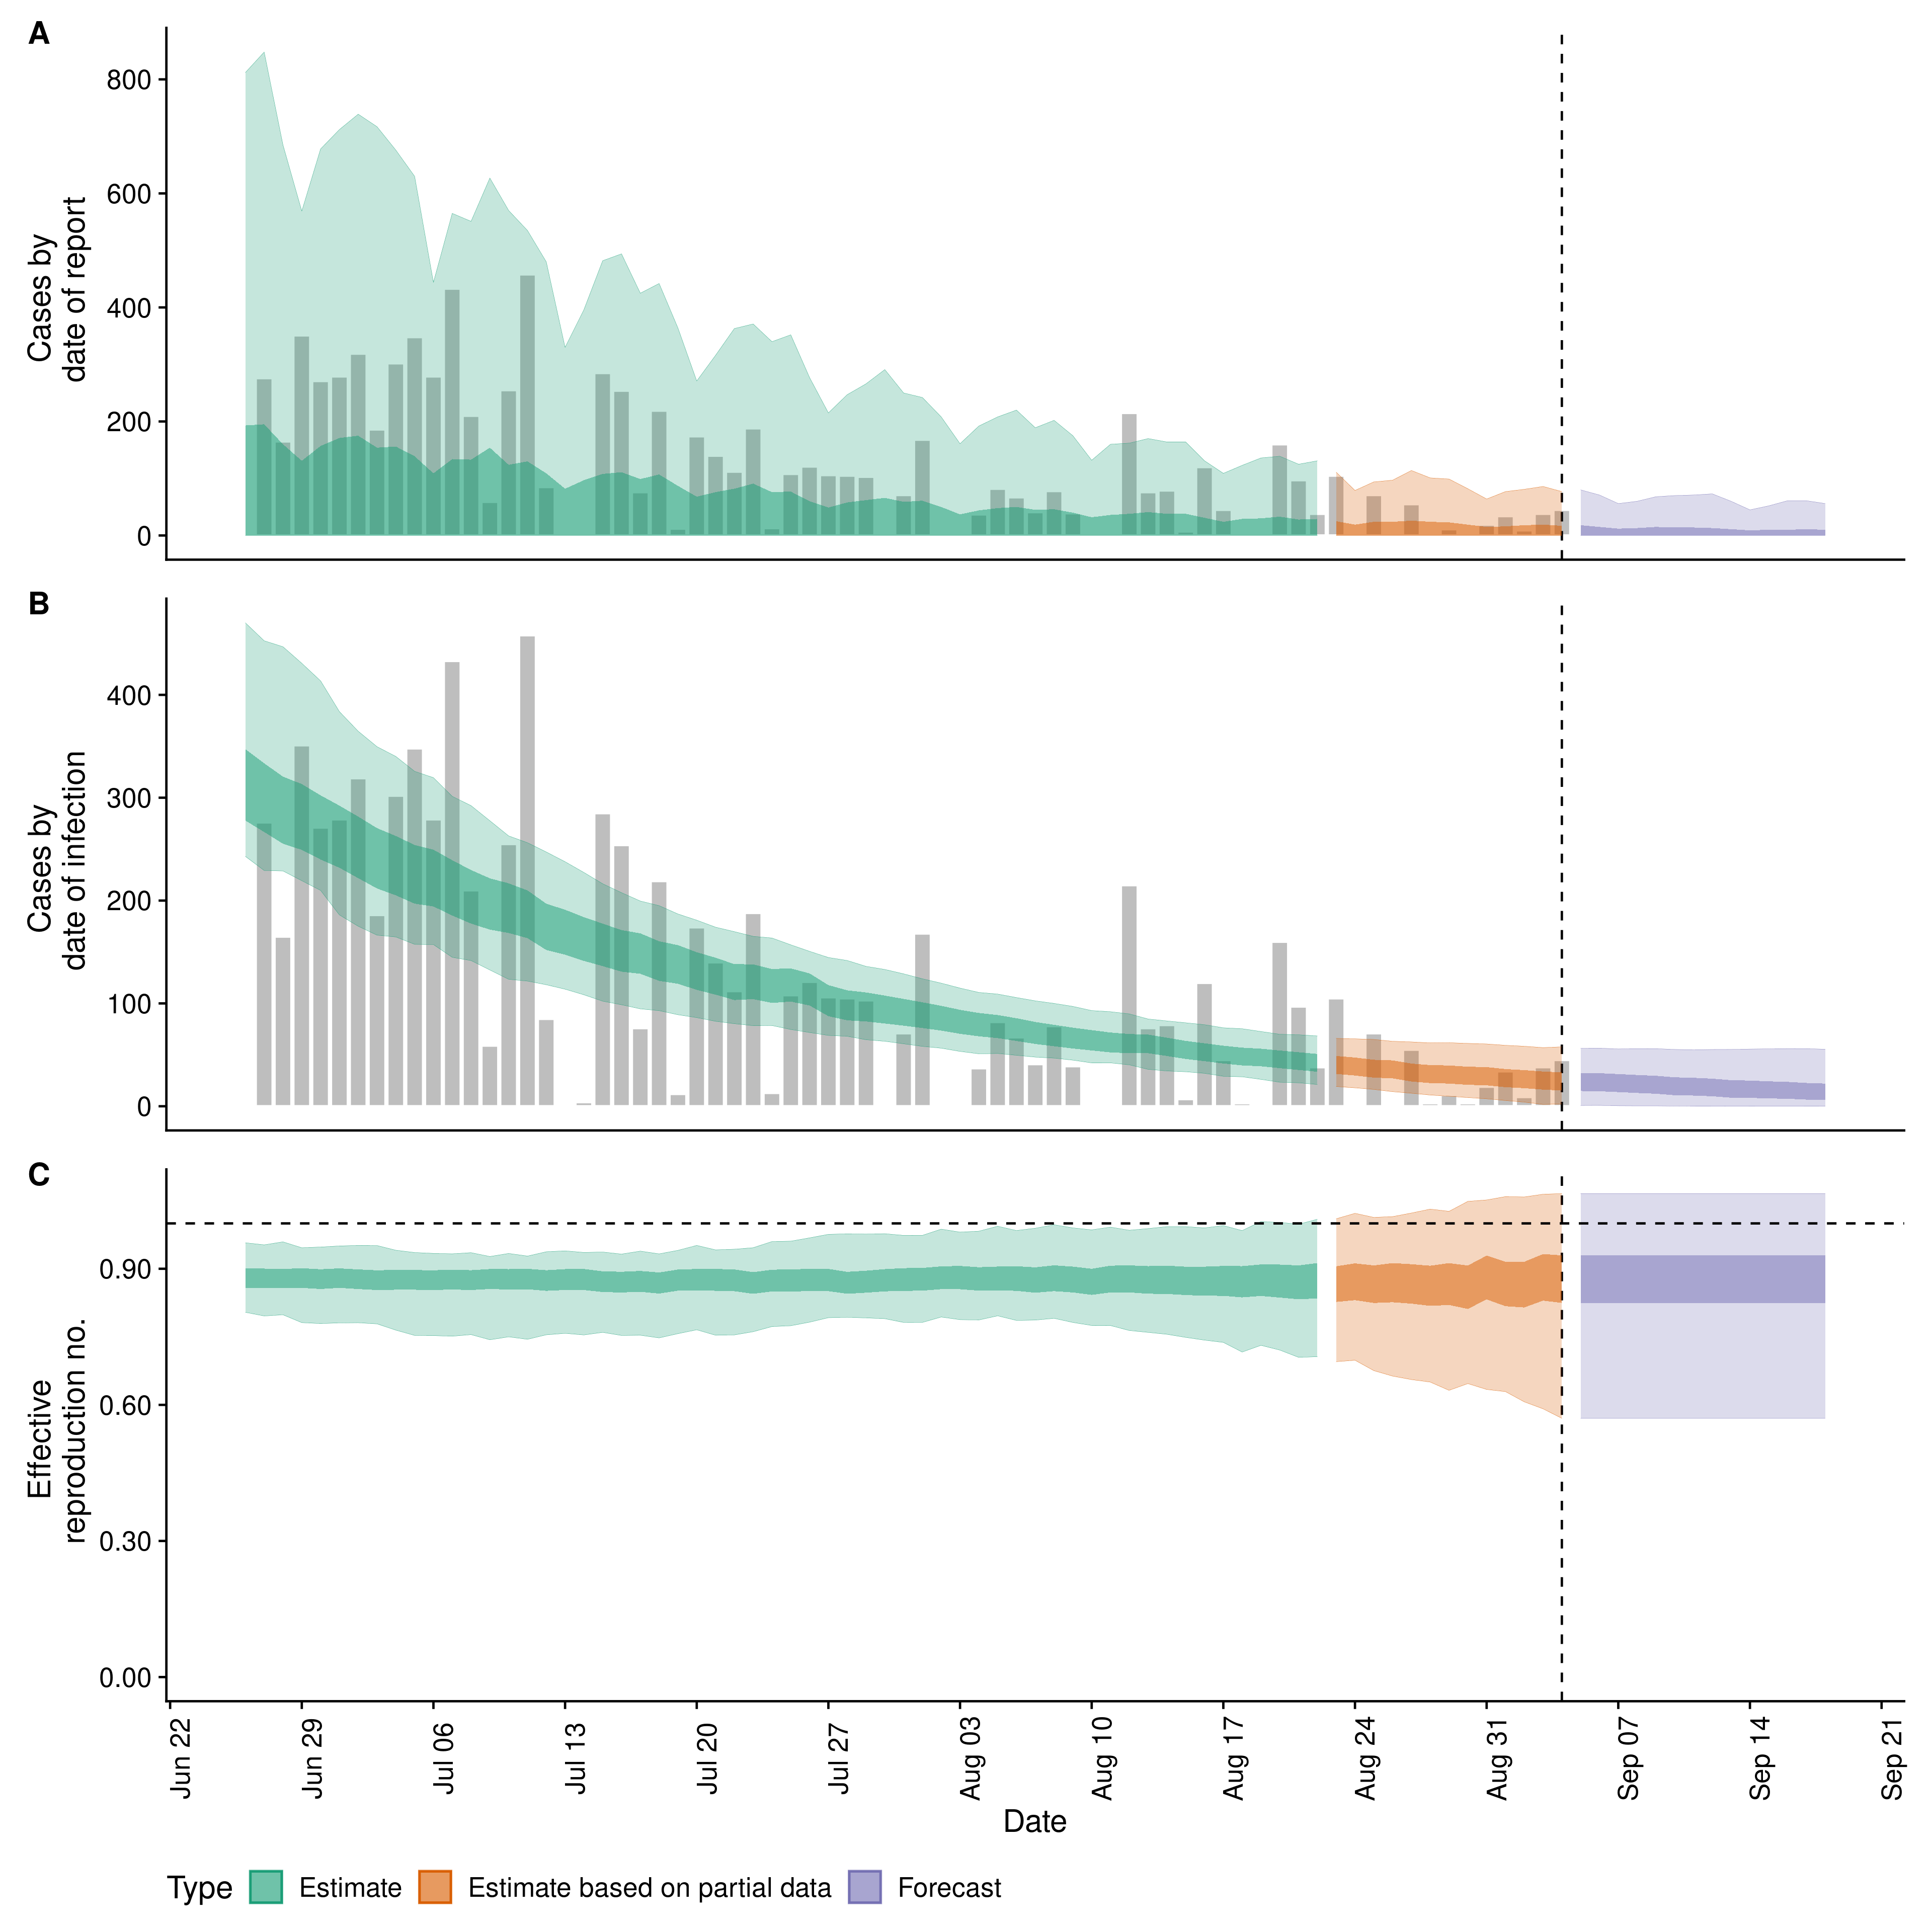 A
Cases by
date of report
800
600
400
200
0
B
Cases by
date of infection
400
300
200
100
0
C
Effective
reproduction no.
0.90
0.60
0.30
0.00
Jun 22
Jun 29
Jul 06
Jul 13
Jul 20
Jul 27
Aug 03
Aug 10
Aug 17
Aug 24
Aug 31
Sep 07
Sep 14
Sep 21
Date
Type Estimate Estimate based on partial data Forecast